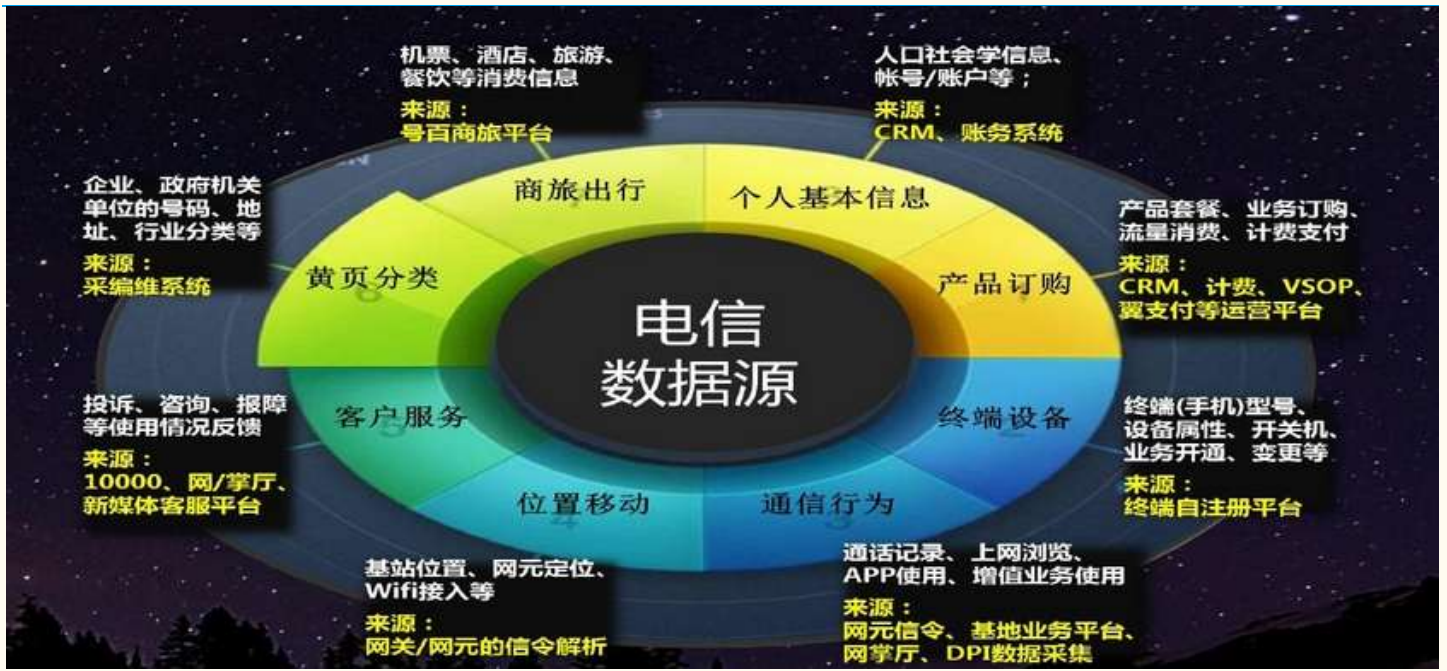 机票、酒店、旅游、
餐饮等消费信息
来源：
号百商旅平台
人口社会学信息、
帐号/账户等；
来源：
CRM、账务系统
企业、政府机关
单位的号码、地
址、行业分类等
来源：
采编维系统
产品套餐、业务订购、
流量消费、计费支付
来源：
CRM、计费、VSOP、
翼支付等运营平台
商旅出行
个人基本信息
黄页分类
产品订购
电信
数据源
客户服务
终端设备
位置移动
通信行为
投诉、咨询、报障
等使用情况反馈
来源：
10000、网/掌厅、
新媒体客服平台
终端(手机)型号、
设备属性、开关机、
业务开通、变更等
来源：
终端自注册平台
基站位置、网元定位、
Wifi接入等
来源：
网关/网元的信令解析
通话记录、上网浏览、
APP使用、增值业务使用
来源：
网元信令、基地业务平台、
网掌厅、DPI数据采集